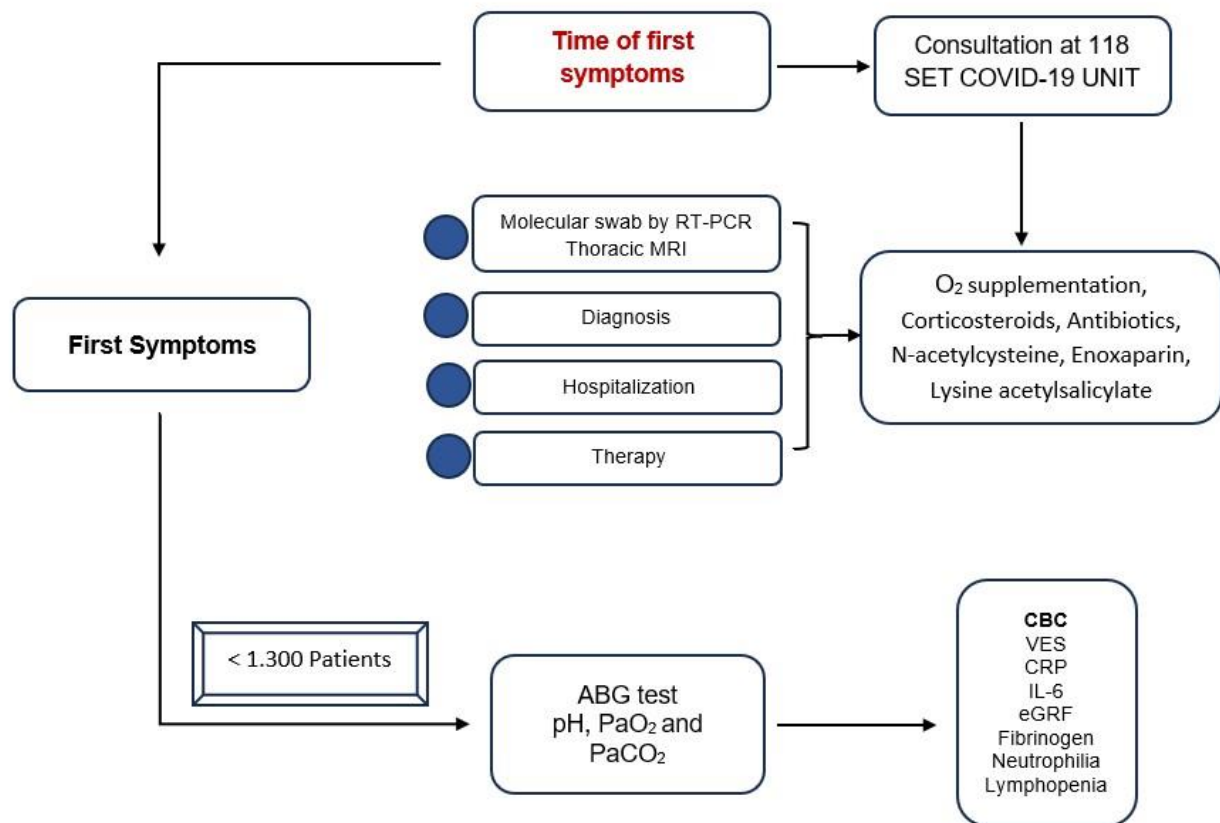 Time of first
symptoms
Consultation at 118
SET COVID-19 UNIT
Molecular swab by RT-PCR
Thoracic MRI
Diagnosis
Hospitalization
Therapy
O₂ supplementation,
Corticosteroids, Antibiotics,
N-acetylcysteine, Enoxaparin,
Lysine acetylsalicylate
First Symptoms
< 1.300 Patients
ABG test
pH, PaO₂ and
PaCO₂
CBC
VES
CRP
IL-6
eGRF
Fibrinogen
Neutrophilia
Lymphopenia